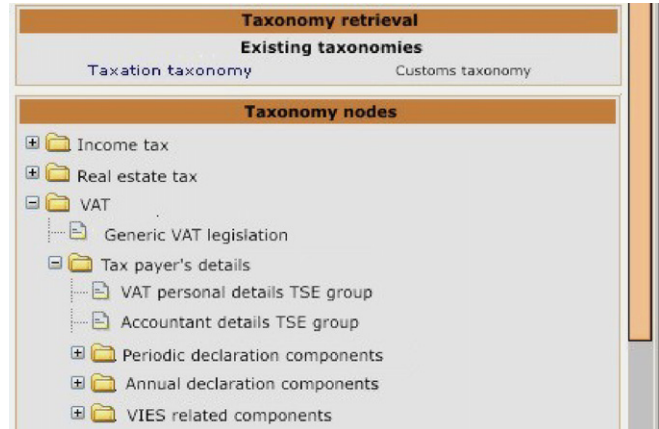 Taxonomy retrieval
Existing taxonomies
Taxation taxonomy Customs taxonomy
Taxonomy nodes
Income tax
Real estate tax
VAT
Generic VAT legislation
Tax payer's details
VAT personal details TSE group
Accountant details TSE group
Periodic declaration components
Annual declaration components
VIES related components